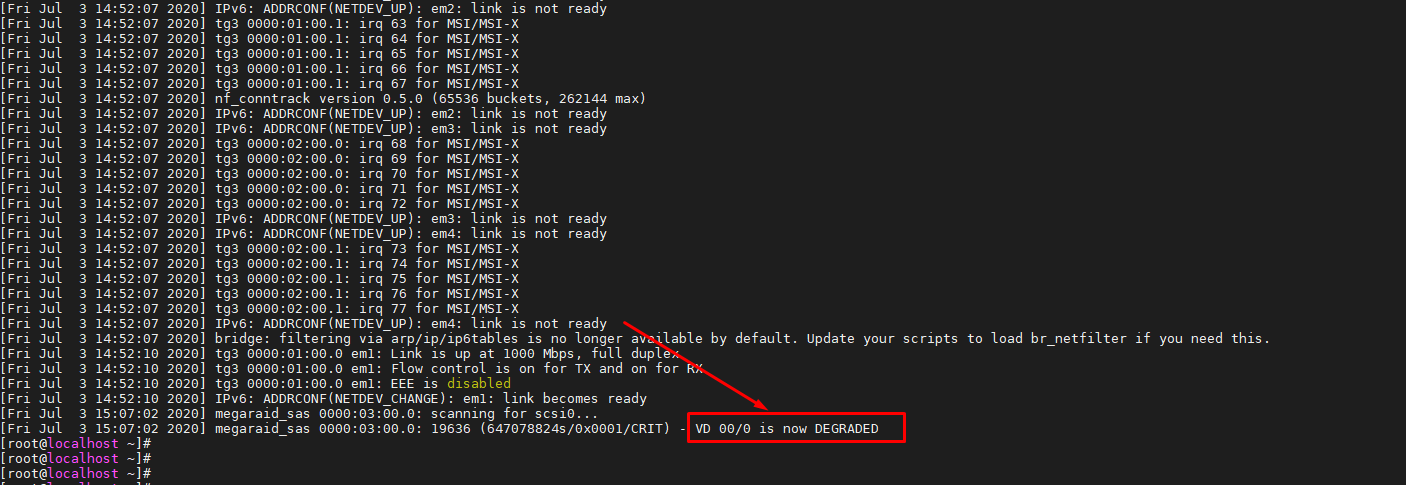 [Fri Jul  3 14:52:07 2020] IPv6: ADDRCONF(NETDEV_UP): em2: link is not ready
[Fri Jul  3 14:52:07 2020] tg3 0000:01:00.1: irq 63 for MSI/MSI-X
[Fri Jul  3 14:52:07 2020] tg3 0000:01:00.1: irq 64 for MSI/MSI-X
[Fri Jul  3 14:52:07 2020] tg3 0000:01:00.1: irq 65 for MSI/MSI-X
[Fri Jul  3 14:52:07 2020] tg3 0000:01:00.1: irq 66 for MSI/MSI-X
[Fri Jul  3 14:52:07 2020] tg3 0000:01:00.1: irq 67 for MSI/MSI-X
[Fri Jul  3 14:52:07 2020] nf_conntrack version 0.5.0 (65536 buckets, 262144 max)
[Fri Jul  3 14:52:07 2020] IPv6: ADDRCONF(NETDEV_UP): em2: link is not ready
[Fri Jul  3 14:52:07 2020] IPv6: ADDRCONF(NETDEV_UP): em3: link is not ready
[Fri Jul  3 14:52:07 2020] tg3 0000:02:00.0: irq 68 for MSI/MSI-X
[Fri Jul  3 14:52:07 2020] tg3 0000:02:00.0: irq 69 for MSI/MSI-X
[Fri Jul  3 14:52:07 2020] tg3 0000:02:00.0: irq 70 for MSI/MSI-X
[Fri Jul  3 14:52:07 2020] tg3 0000:02:00.0: irq 71 for MSI/MSI-X
[Fri Jul  3 14:52:07 2020] tg3 0000:02:00.0: irq 72 for MSI/MSI-X
[Fri Jul  3 14:52:07 2020] IPv6: ADDRCONF(NETDEV_UP): em3: link is not ready
[Fri Jul  3 14:52:07 2020] IPv6: ADDRCONF(NETDEV_UP): em4: link is not ready
[Fri Jul  3 14:52:07 2020] tg3 0000:02:00.1: irq 73 for MSI/MSI-X
[Fri Jul  3 14:52:07 2020] tg3 0000:02:00.1: irq 74 for MSI/MSI-X
[Fri Jul  3 14:52:07 2020] tg3 0000:02:00.1: irq 75 for MSI/MSI-X
[Fri Jul  3 14:52:07 2020] tg3 0000:02:00.1: irq 76 for MSI/MSI-X
[Fri Jul  3 14:52:07 2020] tg3 0000:02:00.1: irq 77 for MSI/MSI-X
[Fri Jul  3 14:52:07 2020] IPv6: ADDRCONF(NETDEV_UP): em4: link is not ready
[Fri Jul  3 14:52:07 2020] bridge: filtering via arp/ip/ip6tables is no longer available by default. Update your scripts to load br_netfilter if you need this.
[Fri Jul  3 14:52:10 2020] tg3 0000:01:00.0 em1: Link is up at 1000 Mbps, full duplex
[Fri Jul  3 14:52:10 2020] tg3 0000:01:00.0 em1: Flow control is on for TX and on for RX
[Fri Jul  3 14:52:10 2020] tg3 0000:01:00.0 em1: EEE is disabled
[Fri Jul  3 14:52:10 2020] IPv6: ADDRCONF(NETDEV_CHANGE): em1: link becomes ready
[Fri Jul  3 15:07:02 2020] megaraid_sas 0000:03:00.0: scanning for scsi0...
[Fri Jul  3 15:07:02 2020] megaraid_sas 0000:03:00.0: 19636 (647078824s/0x0001/CRIT) - VD 00/0 is now DEGRADED
[root@localhost ~]#
[root@localhost ~]#
[root@localhost ~]#